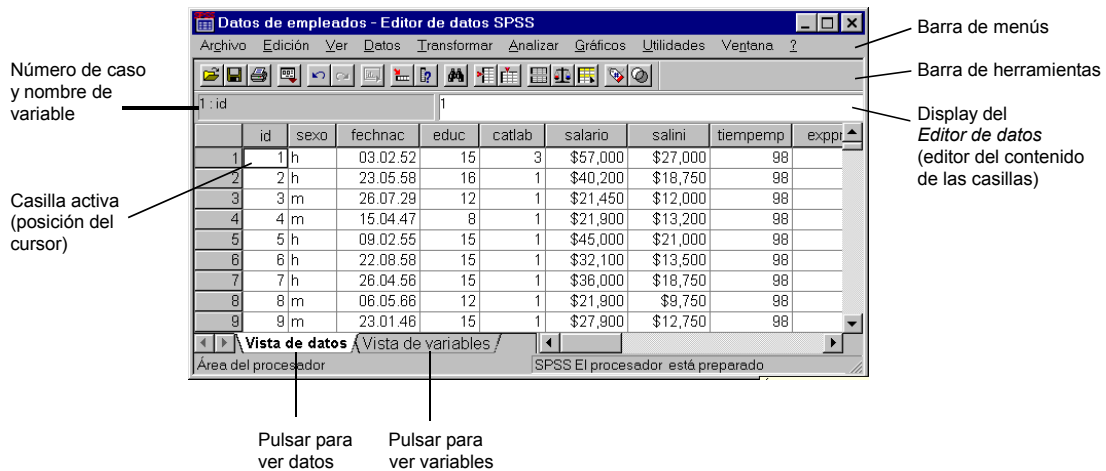 Datos de empleados - Editor de datos SPSS
Archivo Edición Ver Datos Transformar Analizar Gráficos Utilidades Ventana ?
Barra de menús
Barra de herramientas
Número de caso
y nombre de
variable
1 : id 1
Display del
Editor de datos
(editor del contenido
de las casillas)
id sexo fechnac educ catlab salario salini tiempemp exppr
1 1 h 03.02.52 15 3 $57,000 $27,000 98
2 2 h 23.05.58 16 1 $40,200 $18,750 98
3 3 m 26.07.29 12 1 $21,450 $12,000 98
4 4 m 15.04.47 8 1 $21,900 $13,200 98
5 5 h 09.02.55 15 1 $45,000 $21,000 98
6 6 h 22.08.58 15 1 $32,100 $13,500 98
7 7 h 26.04.56 15 1 $36,000 $18,750 98
8 8 m 06.05.66 12 1 $21,900 $9,750 98
9 9 m 23.01.46 15 1 $27,900 $12,750 98
Casilla activa
(posición del
cursor)
Vista de datos Vista de variables
Área del procesador SPSS El procesador está preparado
Pulsar para
ver datos
Pulsar para
ver variables